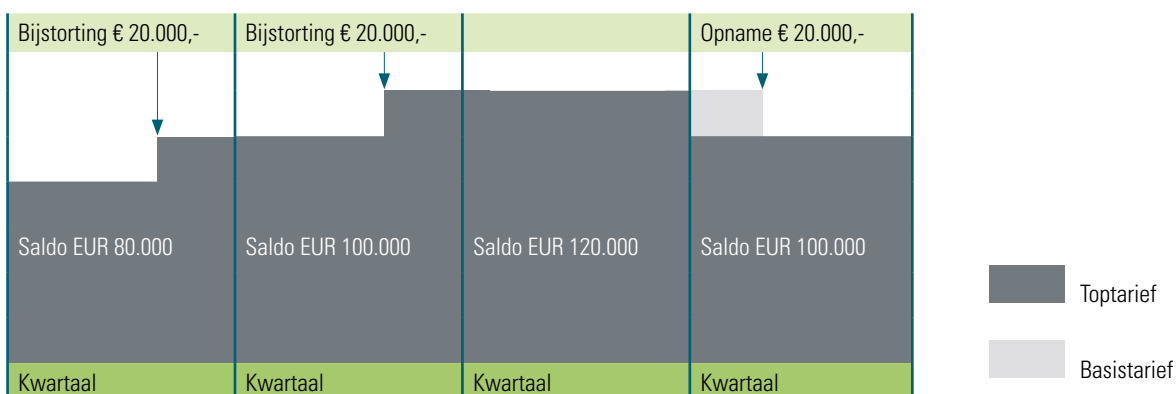 Bijstorting € 20.000,-
Bijstorting € 20.000,-
Opname € 20.000,-
Saldo EUR 80.000
Saldo EUR 100.000
Saldo EUR 120.000
Saldo EUR 100.000
Toptarief
Basistarief
Kwartaal
Kwartaal
Kwartaal
Kwartaal